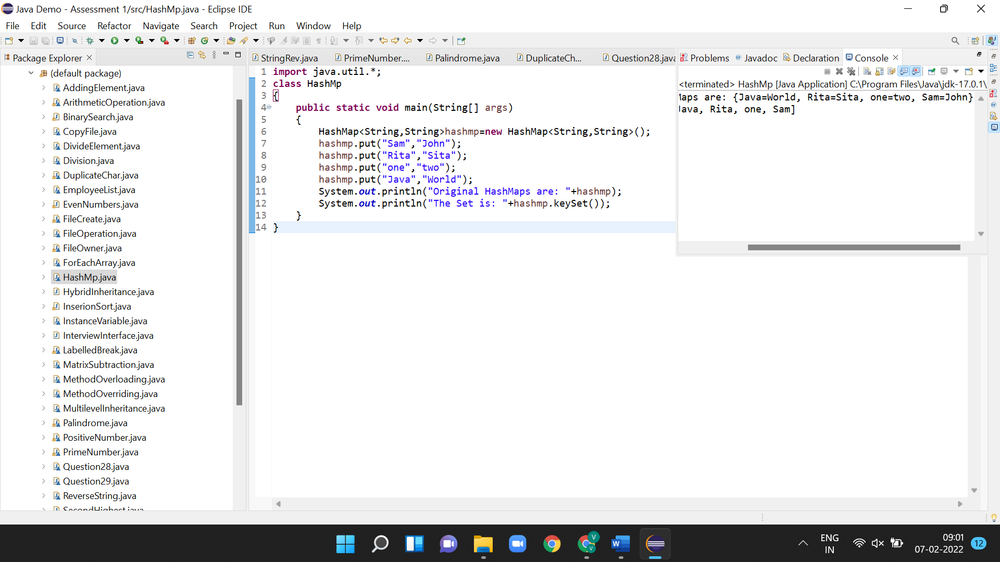 Java Demo - Assessment 1/src/HashMp.java - Eclipse IDE
File Edit Source Refactor Navigate Search Project Run Window Help
Package Explorer
(default package)
AddingElement.java
ArithmeticOperation.java
BinarySearch.java
CopyFile.java
DivideElement.java
Division.java
DuplicateChar.java
EmployeeList.java
EvenNumbers.java
FileCreate.java
FileOperation.java
FileOwner.java
ForEachArray.java
HashMp.java
HybridInheritance.java
InserionSort.java
InstanceVariable.java
InterviewInterface.java
LabelledBreak.java
MatrixSubtraction.java
MethodOverloading.java
MethodOverriding.java
MultilevelInheritance.java
Palindrome.java
PositiveNumber.java
PrimeNumber.java
Question28.java
Question29.java
ReverseString.java
SecondHighest.java
StringRev.java PrimeNumber.... Palindrome.java DuplicateCh... Question28.java
1 import java.util.*;
2 class HashMp
3 {
4 public static void main(String[] args)
5 {
6 HashMap<String,String>hashmp=new HashMap<String,String>();
7 hashmp.put("Sam","John");
8 hashmp.put("Rita","Sita");
9 hashmp.put("one","two");
10 hashmp.put("Java","World");
11 System.out.println("Original HashMaps are: "+hashmp);
12 System.out.println("The Set is: "+hashmp.keySet());
13 }
14 }
Problems Javadoc Declaration Console
<terminated> HashMp [Java Application] C:\Program Files\Java\jdk-17.0.1\
Maps are: {Java=World, Rita=Sita, one=two, Sam=John}
Java, Rita, one, Sam]
ENG
IN
09:01
07-02-2022
12